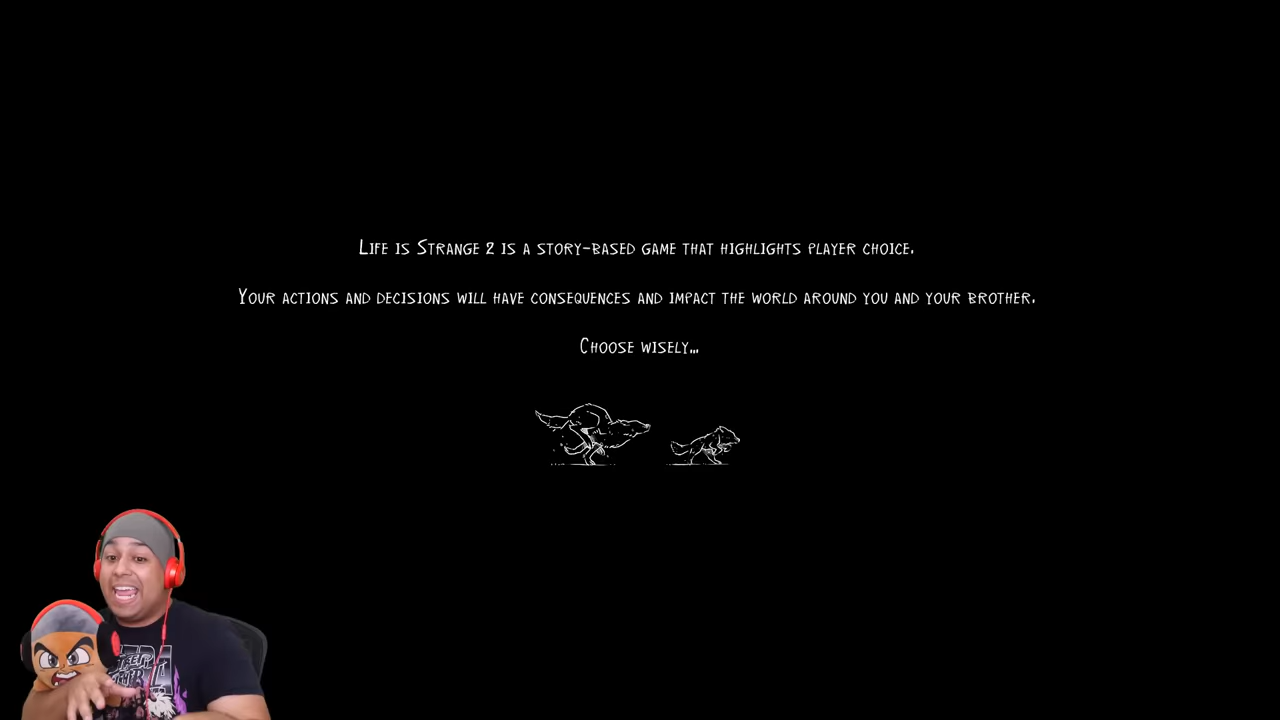 Life is Strange 2 is a story-based game that highlights player choice.
Your actions and decisions will have consequences and impact the world around you and your brother.
Choose wisely...